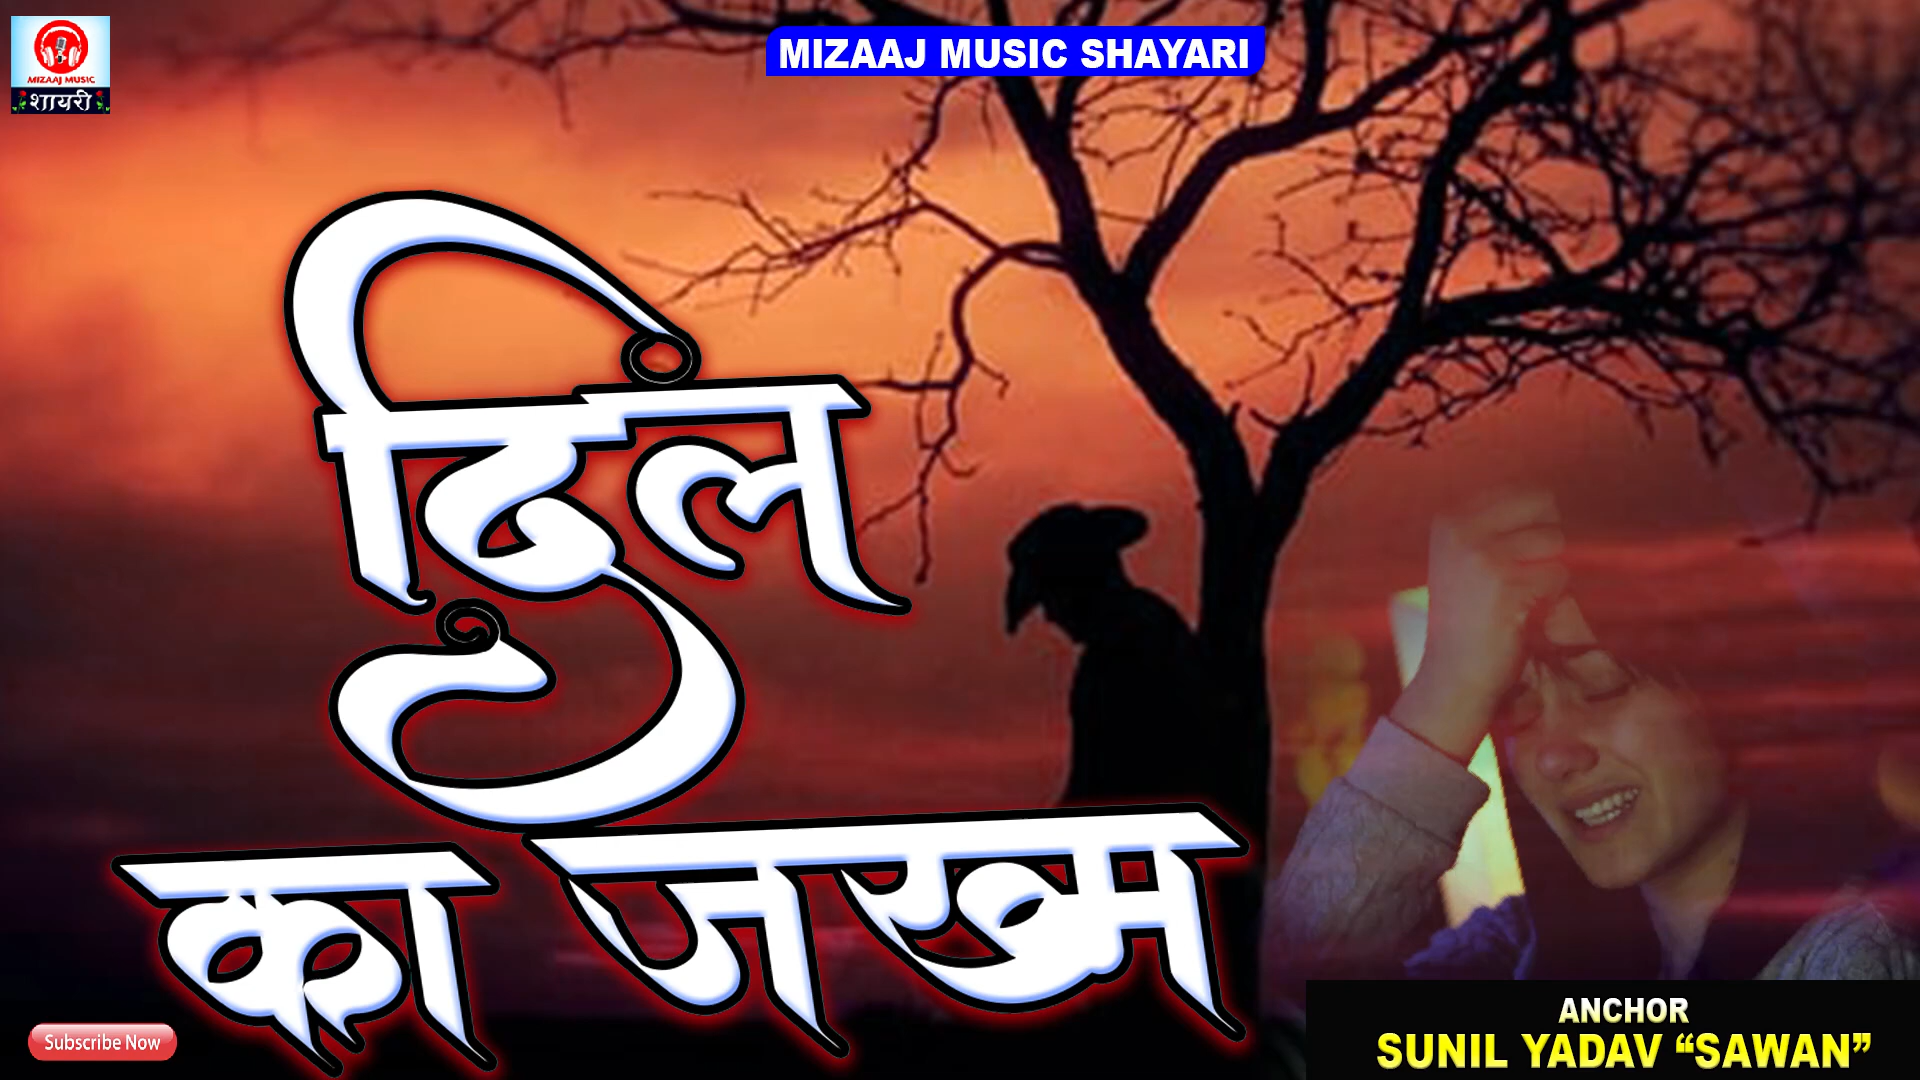 MIZAAJ MUSIC
शायरी
MIZAAJ MUSIC SHAYARI
दिल
का जख्म
Subscribe Now
ANCHOR
SUNIL YADAV “SAWAN”